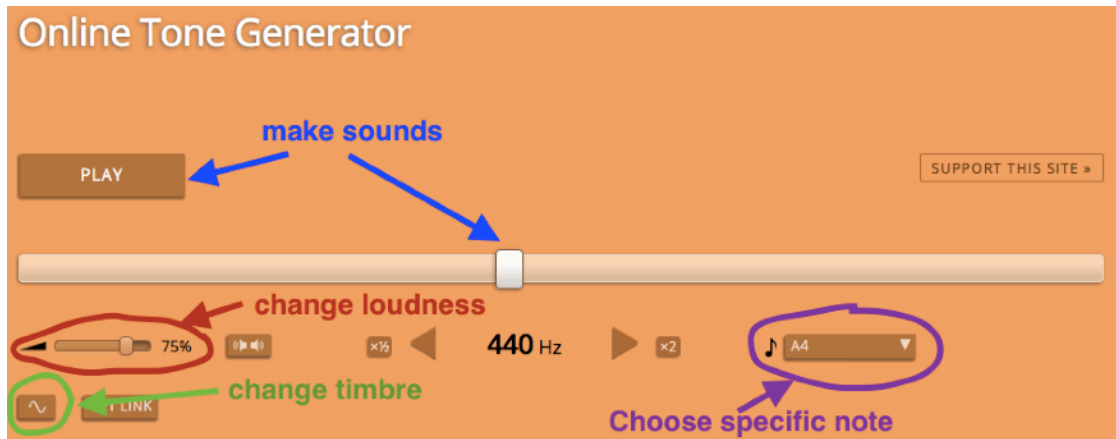 Online Tone Generator
make sounds
PLAY
SUPPORT THIS SITE »
change loudness
75%
×½
440 Hz
×2
A4
change timbre
LINK
Choose specific note